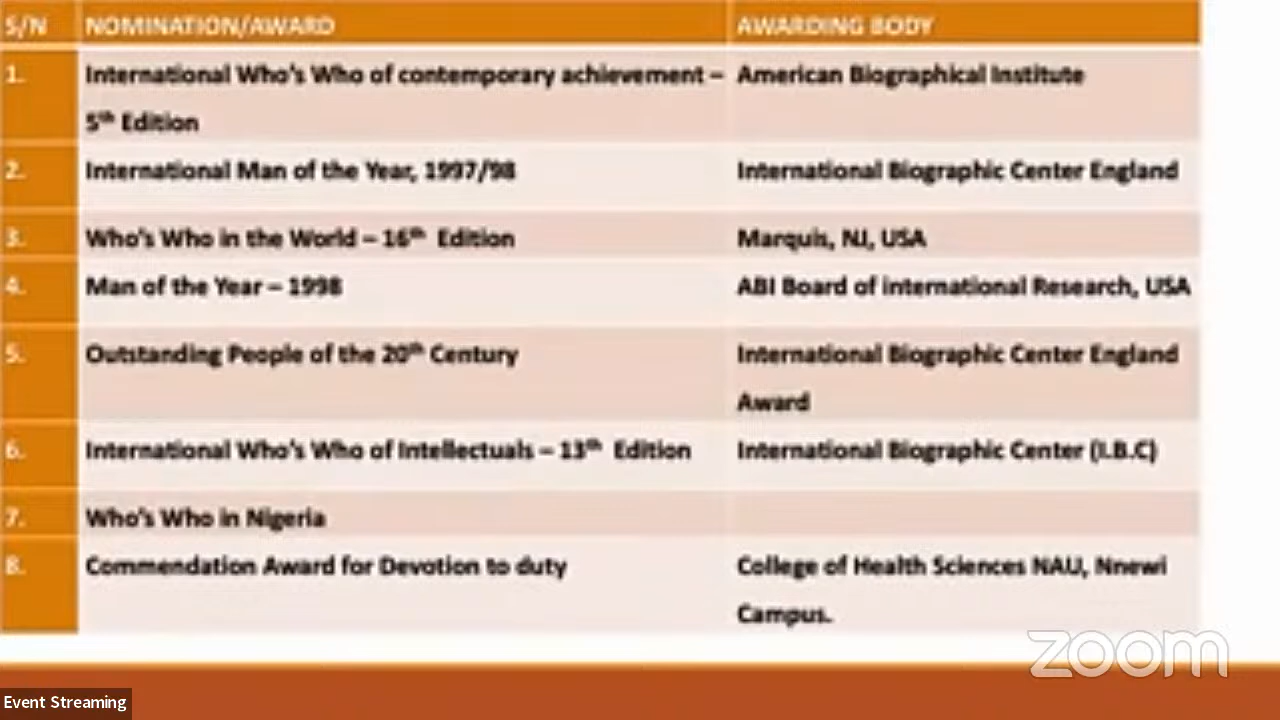 S/N NOMINATION/AWARD AWARDING BODY
1. International Who's Who of contemporary achievement – American Biographical Institute
5th Edition
2. International Man of the Year, 1997/98 International Biographic Center England
3. Who's Who in the World – 16th Edition Marquis, NJ, USA
4. Man of the Year – 1998 ABI Board of international Research, USA
5. Outstanding People of the 20th Century International Biographic Center England
Award
6. International Who's Who of Intellectuals – 13th Edition International Biographic Center (I.B.C)
7. Who's Who in Nigeria
8. Commendation Award for Devotion to duty College of Health Sciences NAU, Nnewi
Campus.
zoom
Event Streaming